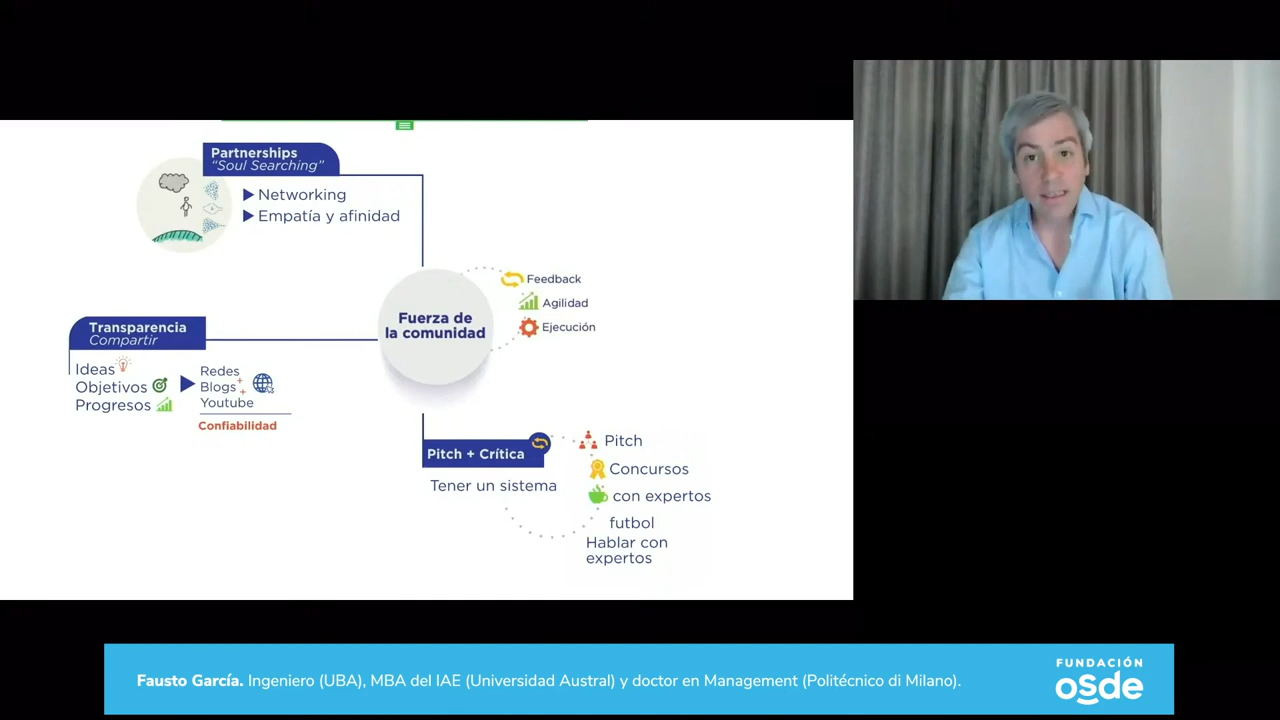 Partnerships
“Soul Searching”
Networking
Empatía y afinidad
Fuerza de
la comunidad
Feedback
Agilidad
Ejecución
Transparencia
Compartir
Ideas
Objetivos
Progresos
Redes
Blogs
Youtube
Confiabilidad
Pitch + Crítica
Tener un sistema
Pitch
Concursos
con expertos
futbol
Hablar con
expertos
Fausto García. Ingeniero (UBA), MBA del IAE (Universidad Austral) y doctor en Management (Politécnico di Milano).
FUNDACIÓN
osde